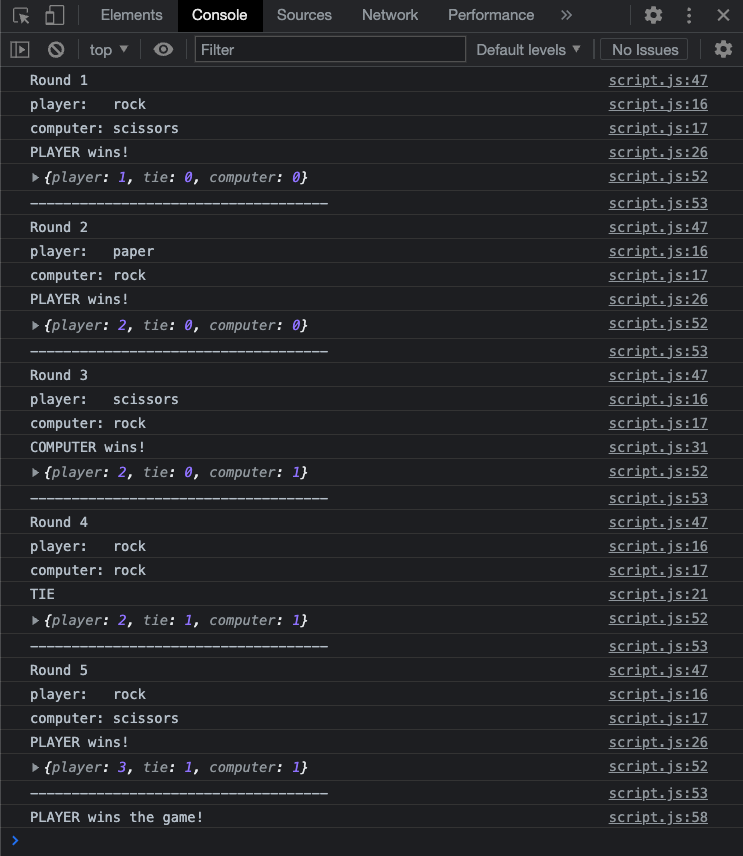 Elements Console Sources Network Performance »
top ▼ Filter Default levels ▼ No Issues
Round 1 script.js:47
player:   rock script.js:16
computer: scissors script.js:17
PLAYER wins! script.js:26
▶ {player: 1, tie: 0, computer: 0} script.js:52
------------------------------------ script.js:53
Round 2 script.js:47
player:   paper script.js:16
computer: rock script.js:17
PLAYER wins! script.js:26
▶ {player: 2, tie: 0, computer: 0} script.js:52
------------------------------------ script.js:53
Round 3 script.js:47
player:   scissors script.js:16
computer: rock script.js:17
COMPUTER wins! script.js:31
▶ {player: 2, tie: 0, computer: 1} script.js:52
------------------------------------ script.js:53
Round 4 script.js:47
player:   rock script.js:16
computer: rock script.js:17
TIE script.js:21
▶ {player: 2, tie: 1, computer: 1} script.js:52
------------------------------------ script.js:53
Round 5 script.js:47
player:   rock script.js:16
computer: scissors script.js:17
PLAYER wins! script.js:26
▶ {player: 3, tie: 1, computer: 1} script.js:52
------------------------------------ script.js:53
PLAYER wins the game! script.js:58